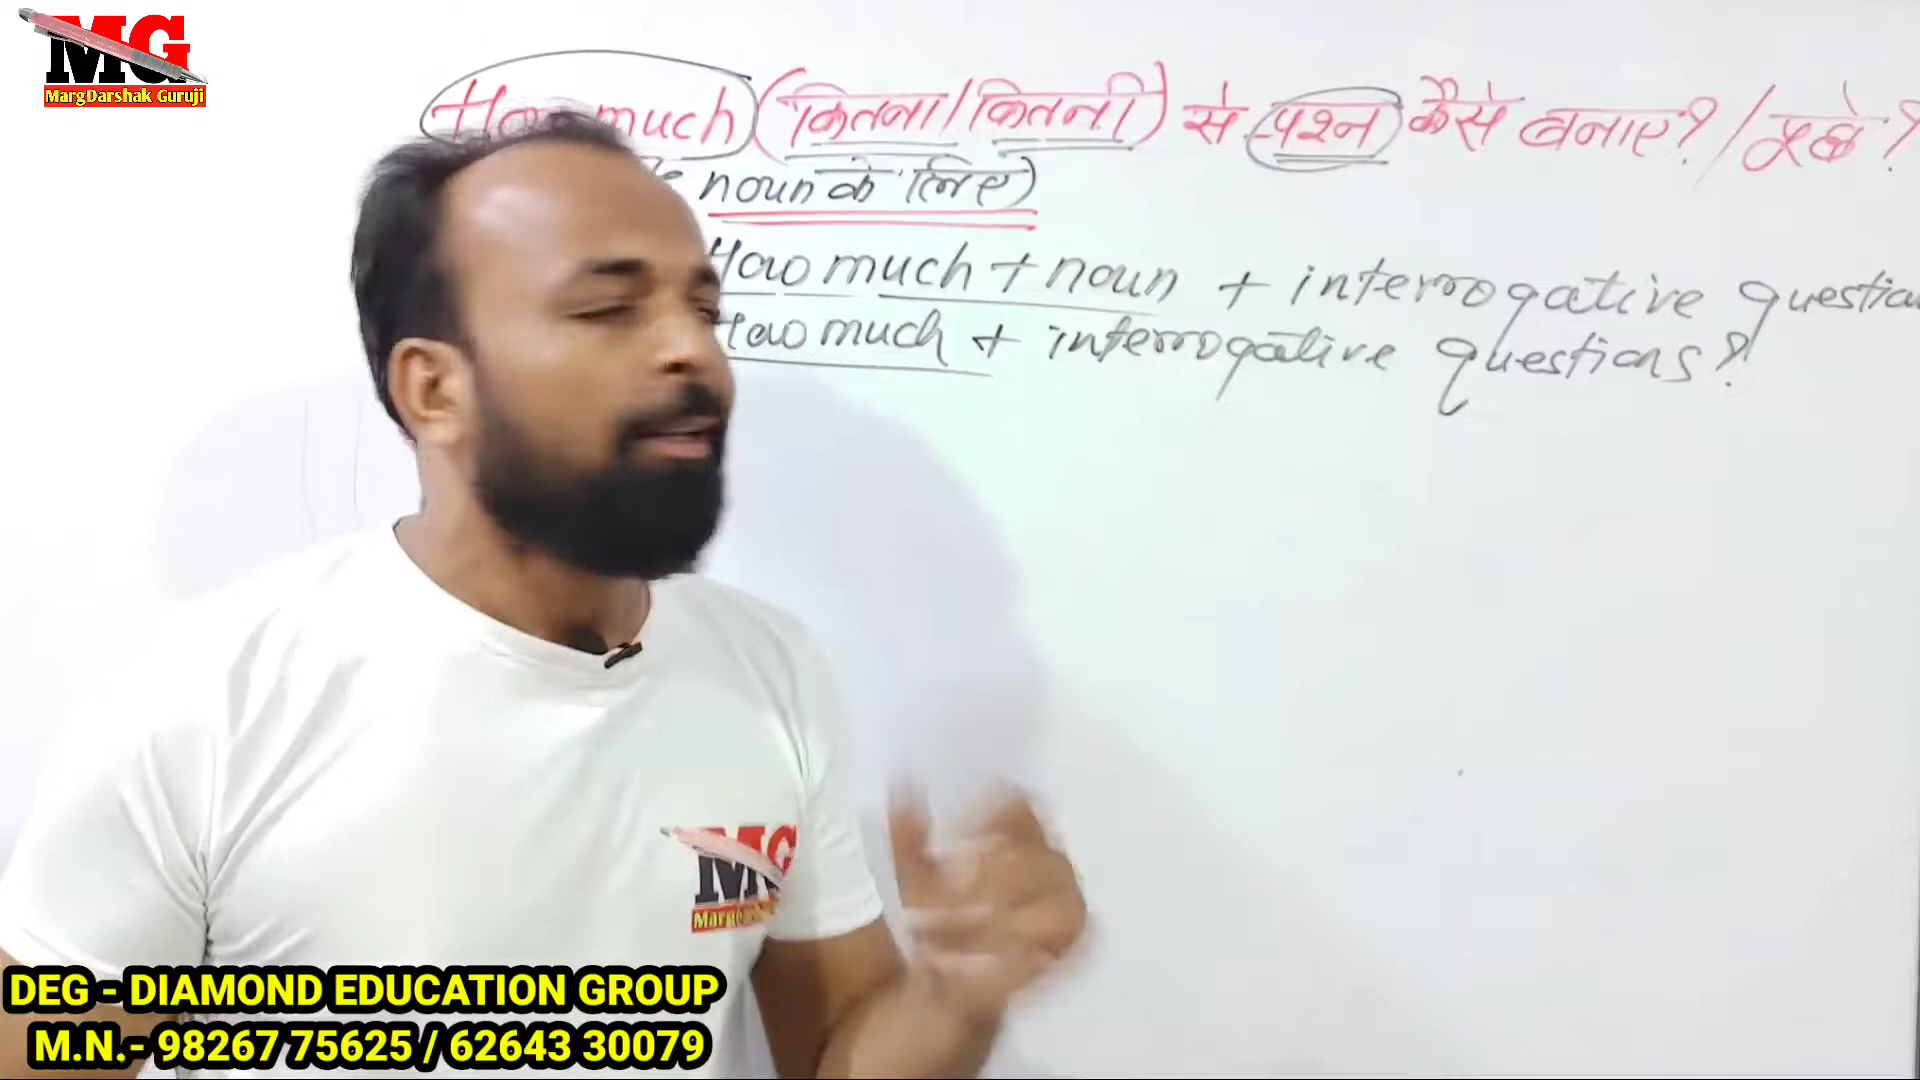 MG
MargDarshak Guruji
How much (कितना/कितनी) से प्रश्न कैसे बनाए?/पूछे?
noun के लिए)
How much + noun + interrogative question
How much + interrogative questions?
MG
DEG - DIAMOND EDUCATION GROUP
M.N.- 98267 75625 / 62643 30079